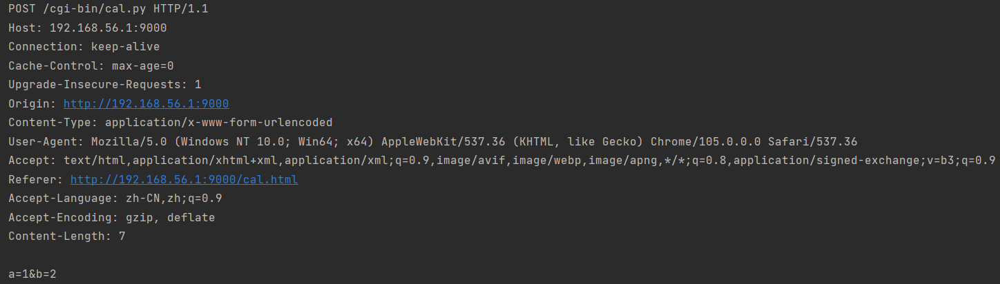 POST /cgi-bin/cal.py HTTP/1.1
Host: 192.168.56.1:9000
Connection: keep-alive
Cache-Control: max-age=0
Upgrade-Insecure-Requests: 1
Origin: http://192.168.56.1:9000
Content-Type: application/x-www-form-urlencoded
User-Agent: Mozilla/5.0 (Windows NT 10.0; Win64; x64) AppleWebKit/537.36 (KHTML, like Gecko) Chrome/105.0.0.0 Safari/537.36
Accept: text/html,application/xhtml+xml,application/xml;q=0.9,image/avif,image/webp,image/apng,*/*;q=0.8,application/signed-exchange;v=b3;q=0.9
Referer: http://192.168.56.1:9000/cal.html
Accept-Language: zh-CN,zh;q=0.9
Accept-Encoding: gzip, deflate
Content-Length: 7

a=1&b=2